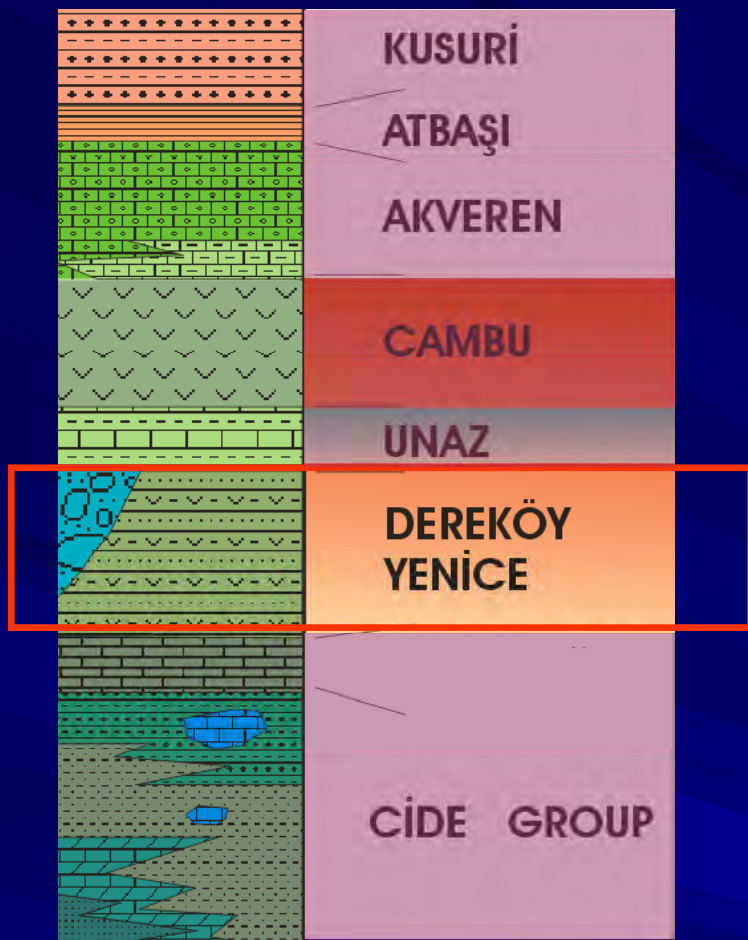 KUSURİ
ATBAŞI
AKVEREN
CAMBU
UNAZ
DEREKÖY
YENİCE
CİDE GROUP